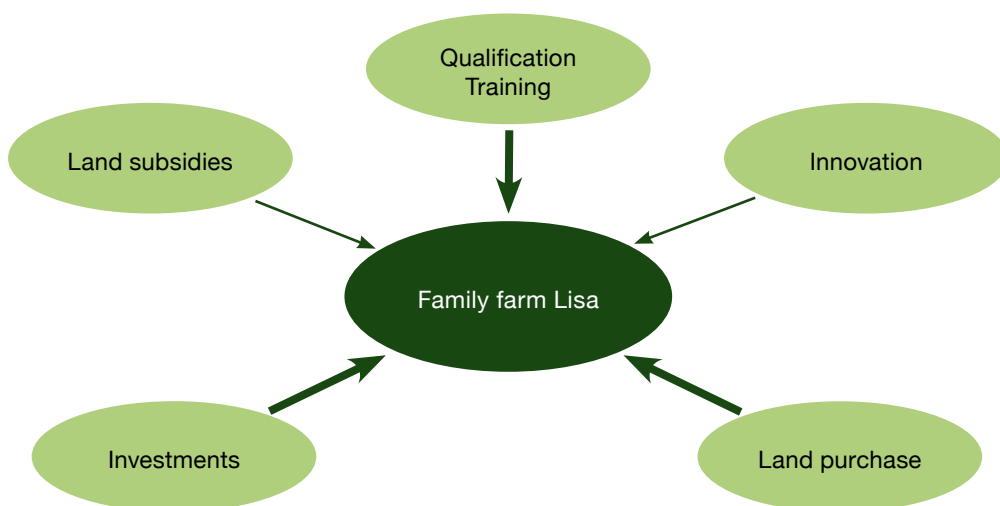 Qualification
Training
Land subsidies
Innovation
Family farm Lisa
Investments
Land purchase